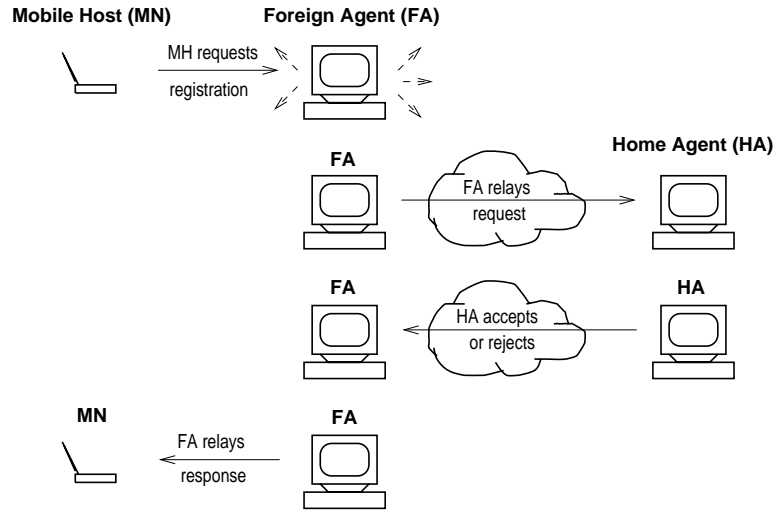 Mobile Host (MN)
Foreign Agent (FA)
MH requests
registration
Home Agent (HA)
FA
FA relays
request
FA
HA
HA accepts
or rejects
MN
FA
FA relays
response